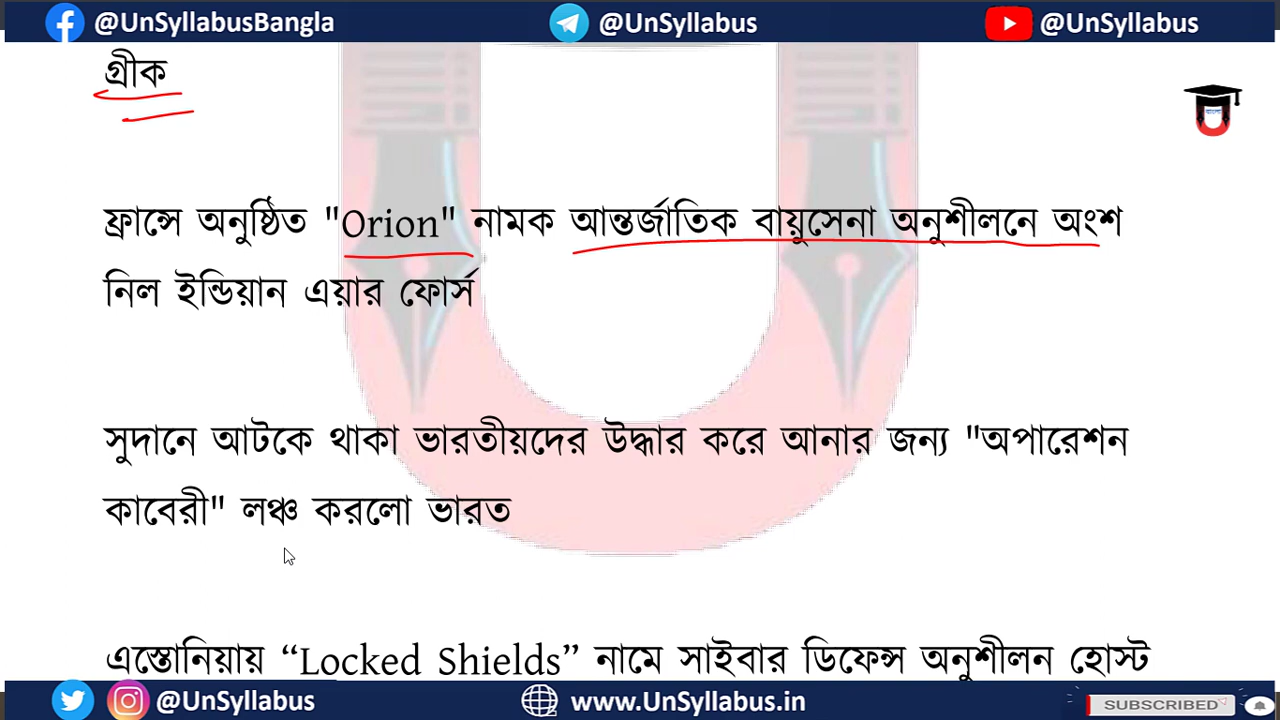 @UnSyllabusBangla @UnSyllabus @UnSyllabus
গ্রীক
ফ্রান্সে অনুষ্ঠিত "Orion" নামক আন্তর্জাতিক বায়ুসেনা অনুশীলনে অংশ
নিল ইন্ডিয়ান এয়ার ফোর্স
সুদানে আটকে থাকা ভারতীয়দের উদ্ধার করে আনার জন্য "অপারেশন
কাবেরী" লঞ্চ করলো ভারত
এস্তোনিয়ায় “Locked Shields” নামে সাইবার ডিফেন্স অনুশীলন হোস্ট
@UnSyllabus www.UnSyllabus.in SUBSCRIBED